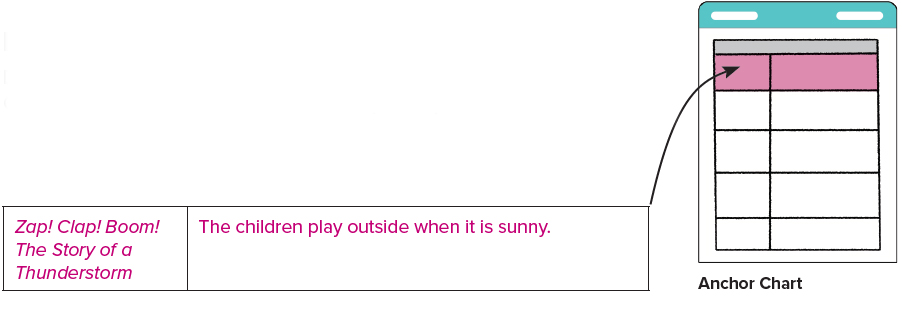 Zap! Clap! Boom!
The Story of a
Thunderstorm
The children play outside when it is sunny.
Anchor Chart